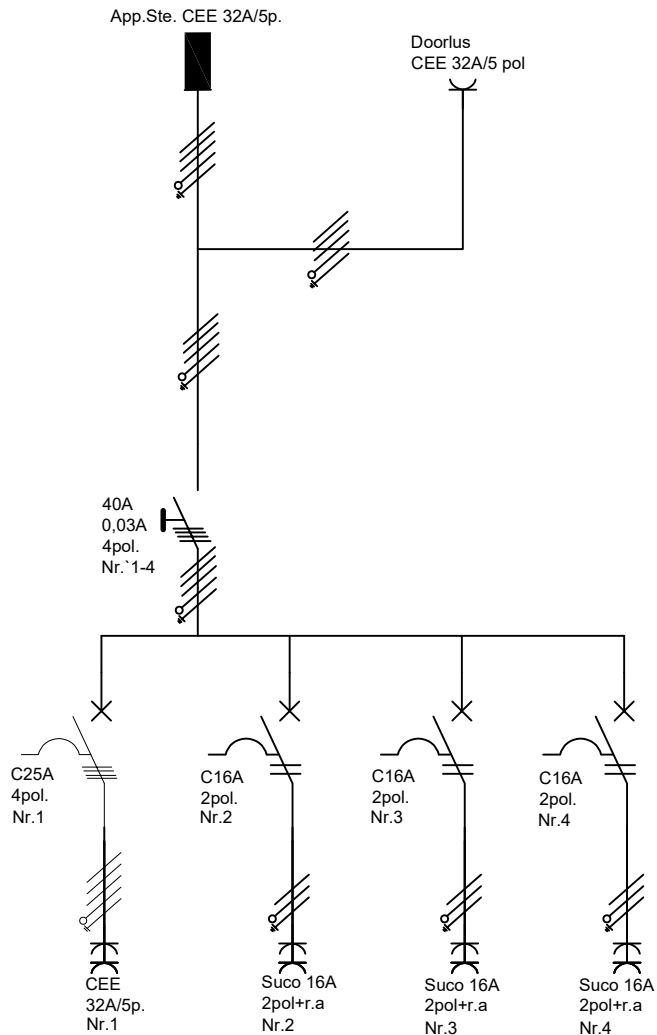 App.Ste. CEE 32A/5p.
Doorlus
CEE 32A/5 pol
40A
0,03A
4pol.
Nr.`1-4
C25A
4pol.
Nr.1
C16A
2pol.
Nr.2
C16A
2pol.
Nr.3
C16A
2pol.
Nr.4
CEE
32A/5p.
Nr.1
Suco 16A
2pol+r.a
Nr.2
Suco 16A
2pol+r.a
Nr.3
Suco 16A
2pol+r.a
Nr.4